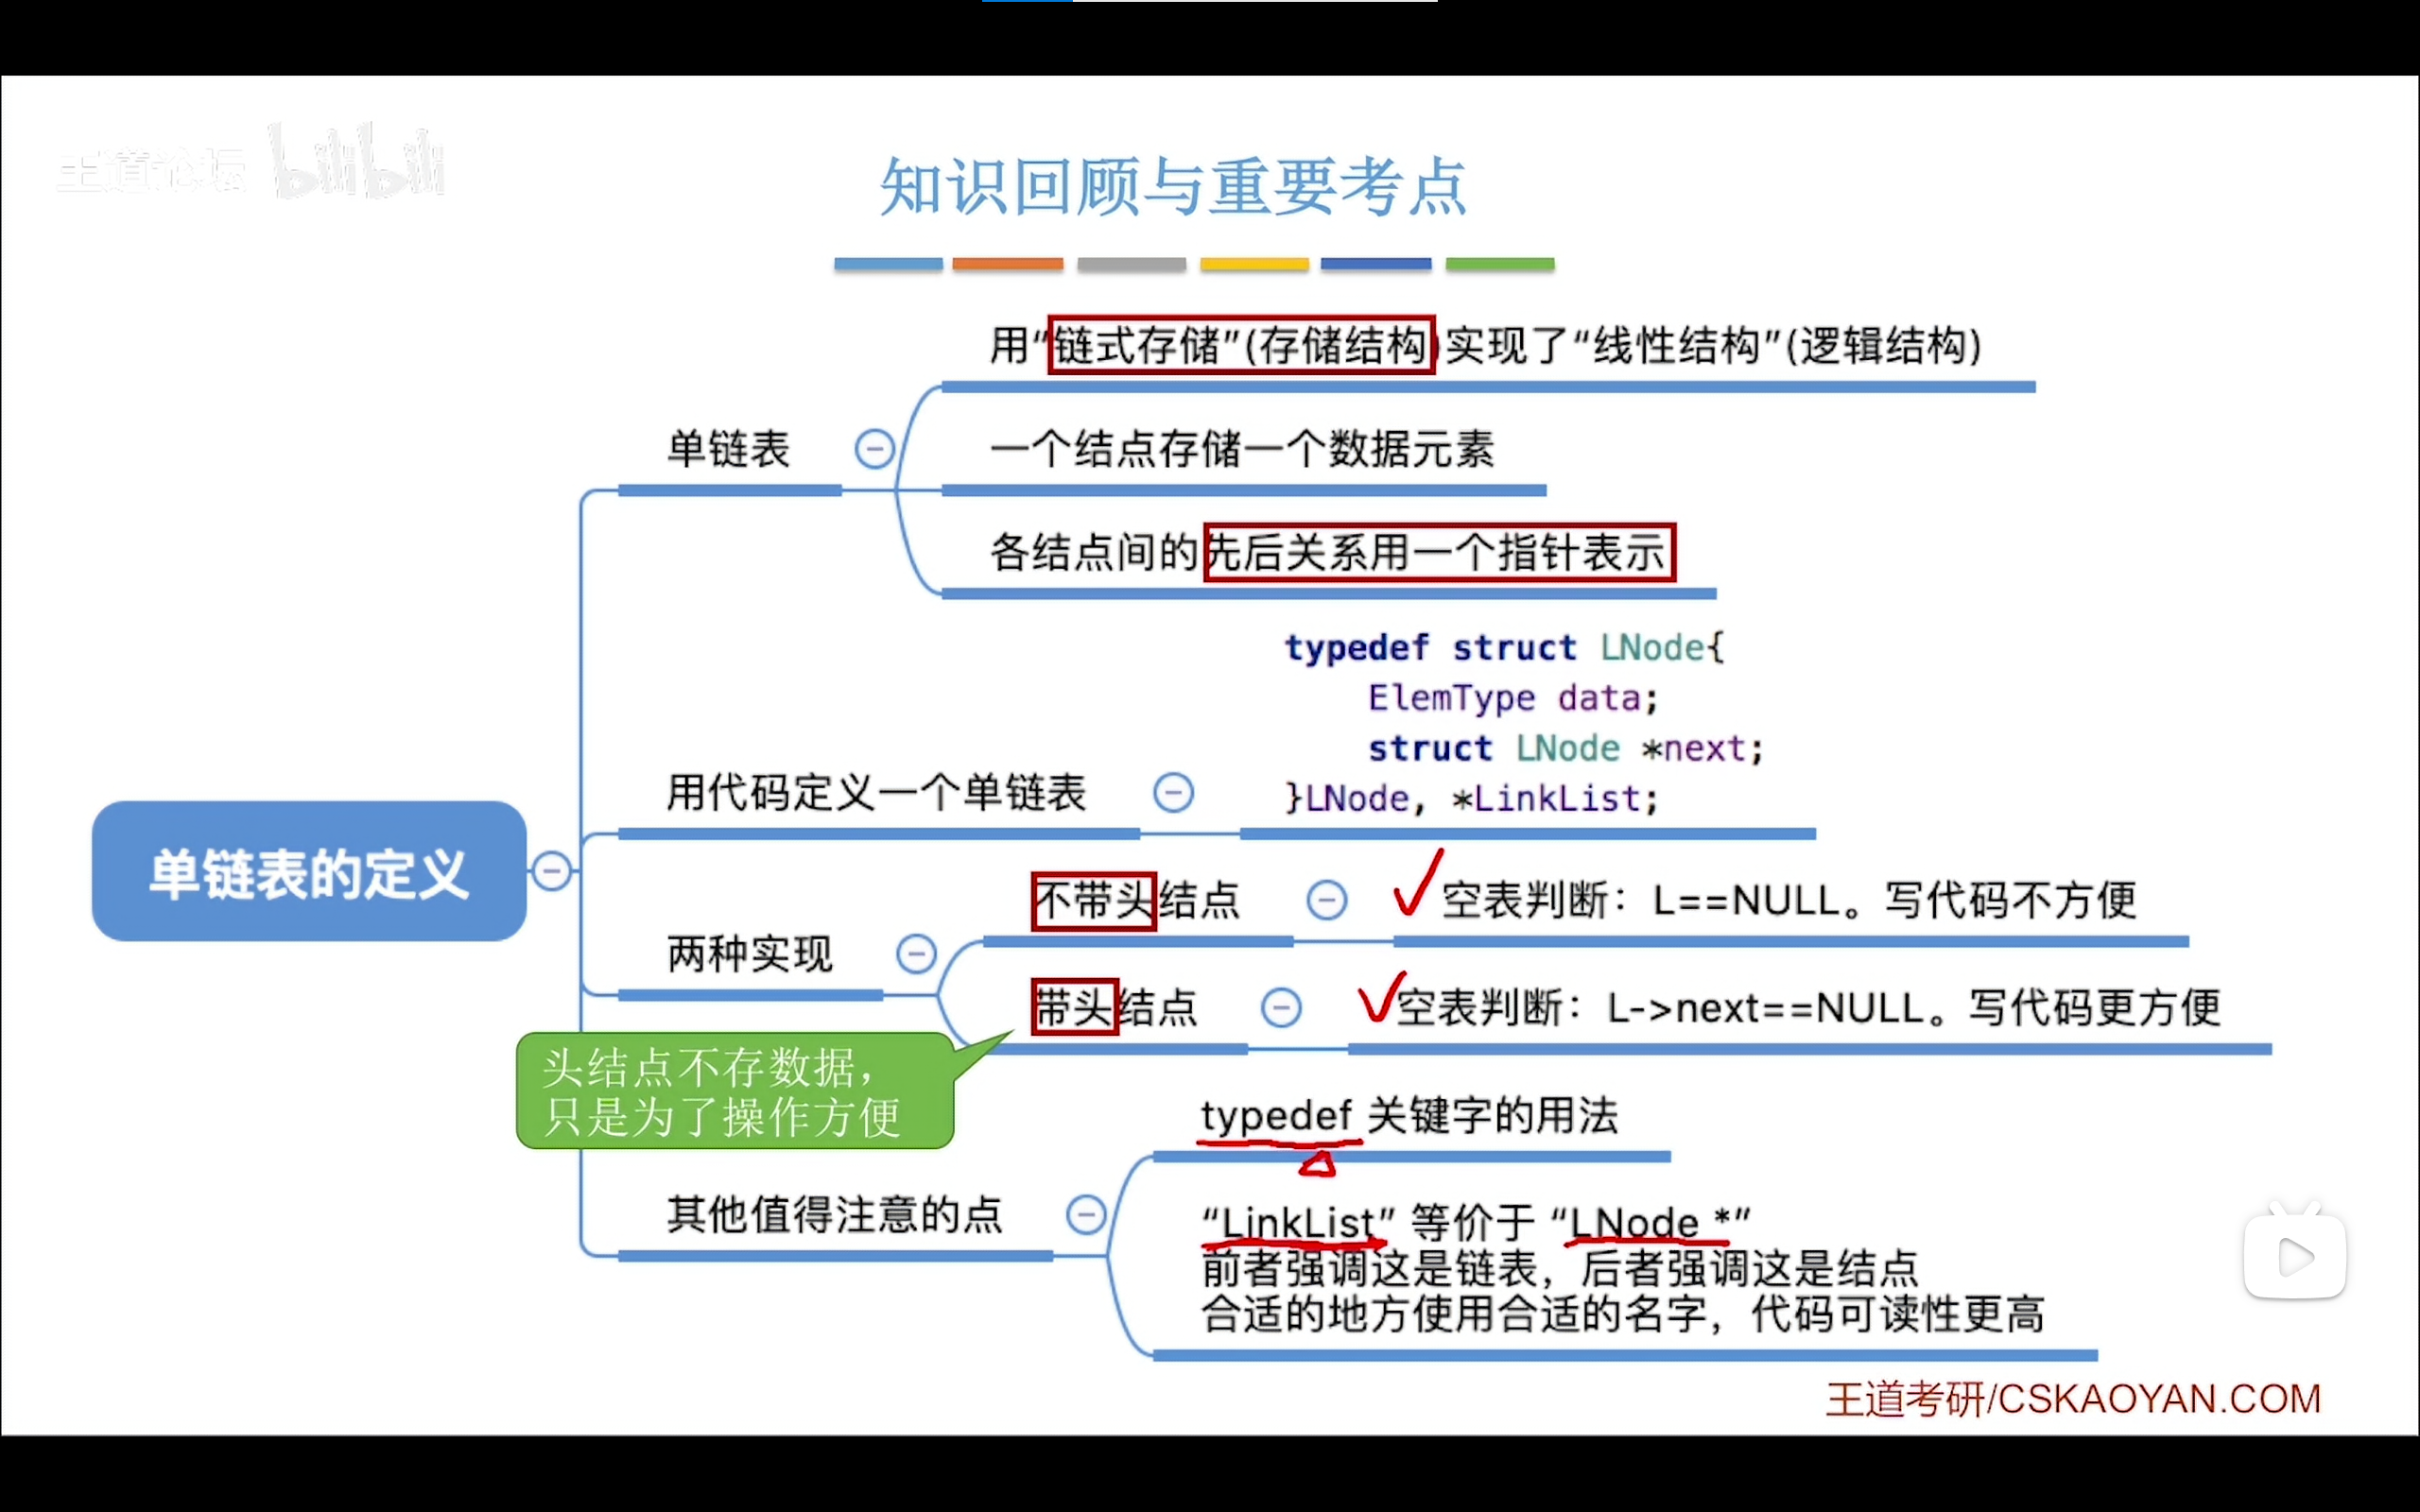 王道论坛 bilibili
知识回顾与重要考点
用“链式存储”(存储结构)实现了“线性结构”(逻辑结构)
单链表
一个结点存储一个数据元素
各结点间的先后关系用一个指针表示
typedef struct LNode{
ElemType data;
struct LNode *next;
}LNode, *LinkList;
用代码定义一个单链表
单链表的定义
不带头结点
空表判断：L==NULL。写代码不方便
两种实现
带头结点
空表判断：L->next==NULL。写代码更方便
头结点不存数据，
只是为了操作方便
typedef 关键字的用法
其他值得注意的点
“LinkList” 等价于 “LNode *”
前者强调这是链表，后者强调这是结点
合适的地方使用合适的名字，代码可读性更高
王道考研/CSKAOYAN.COM